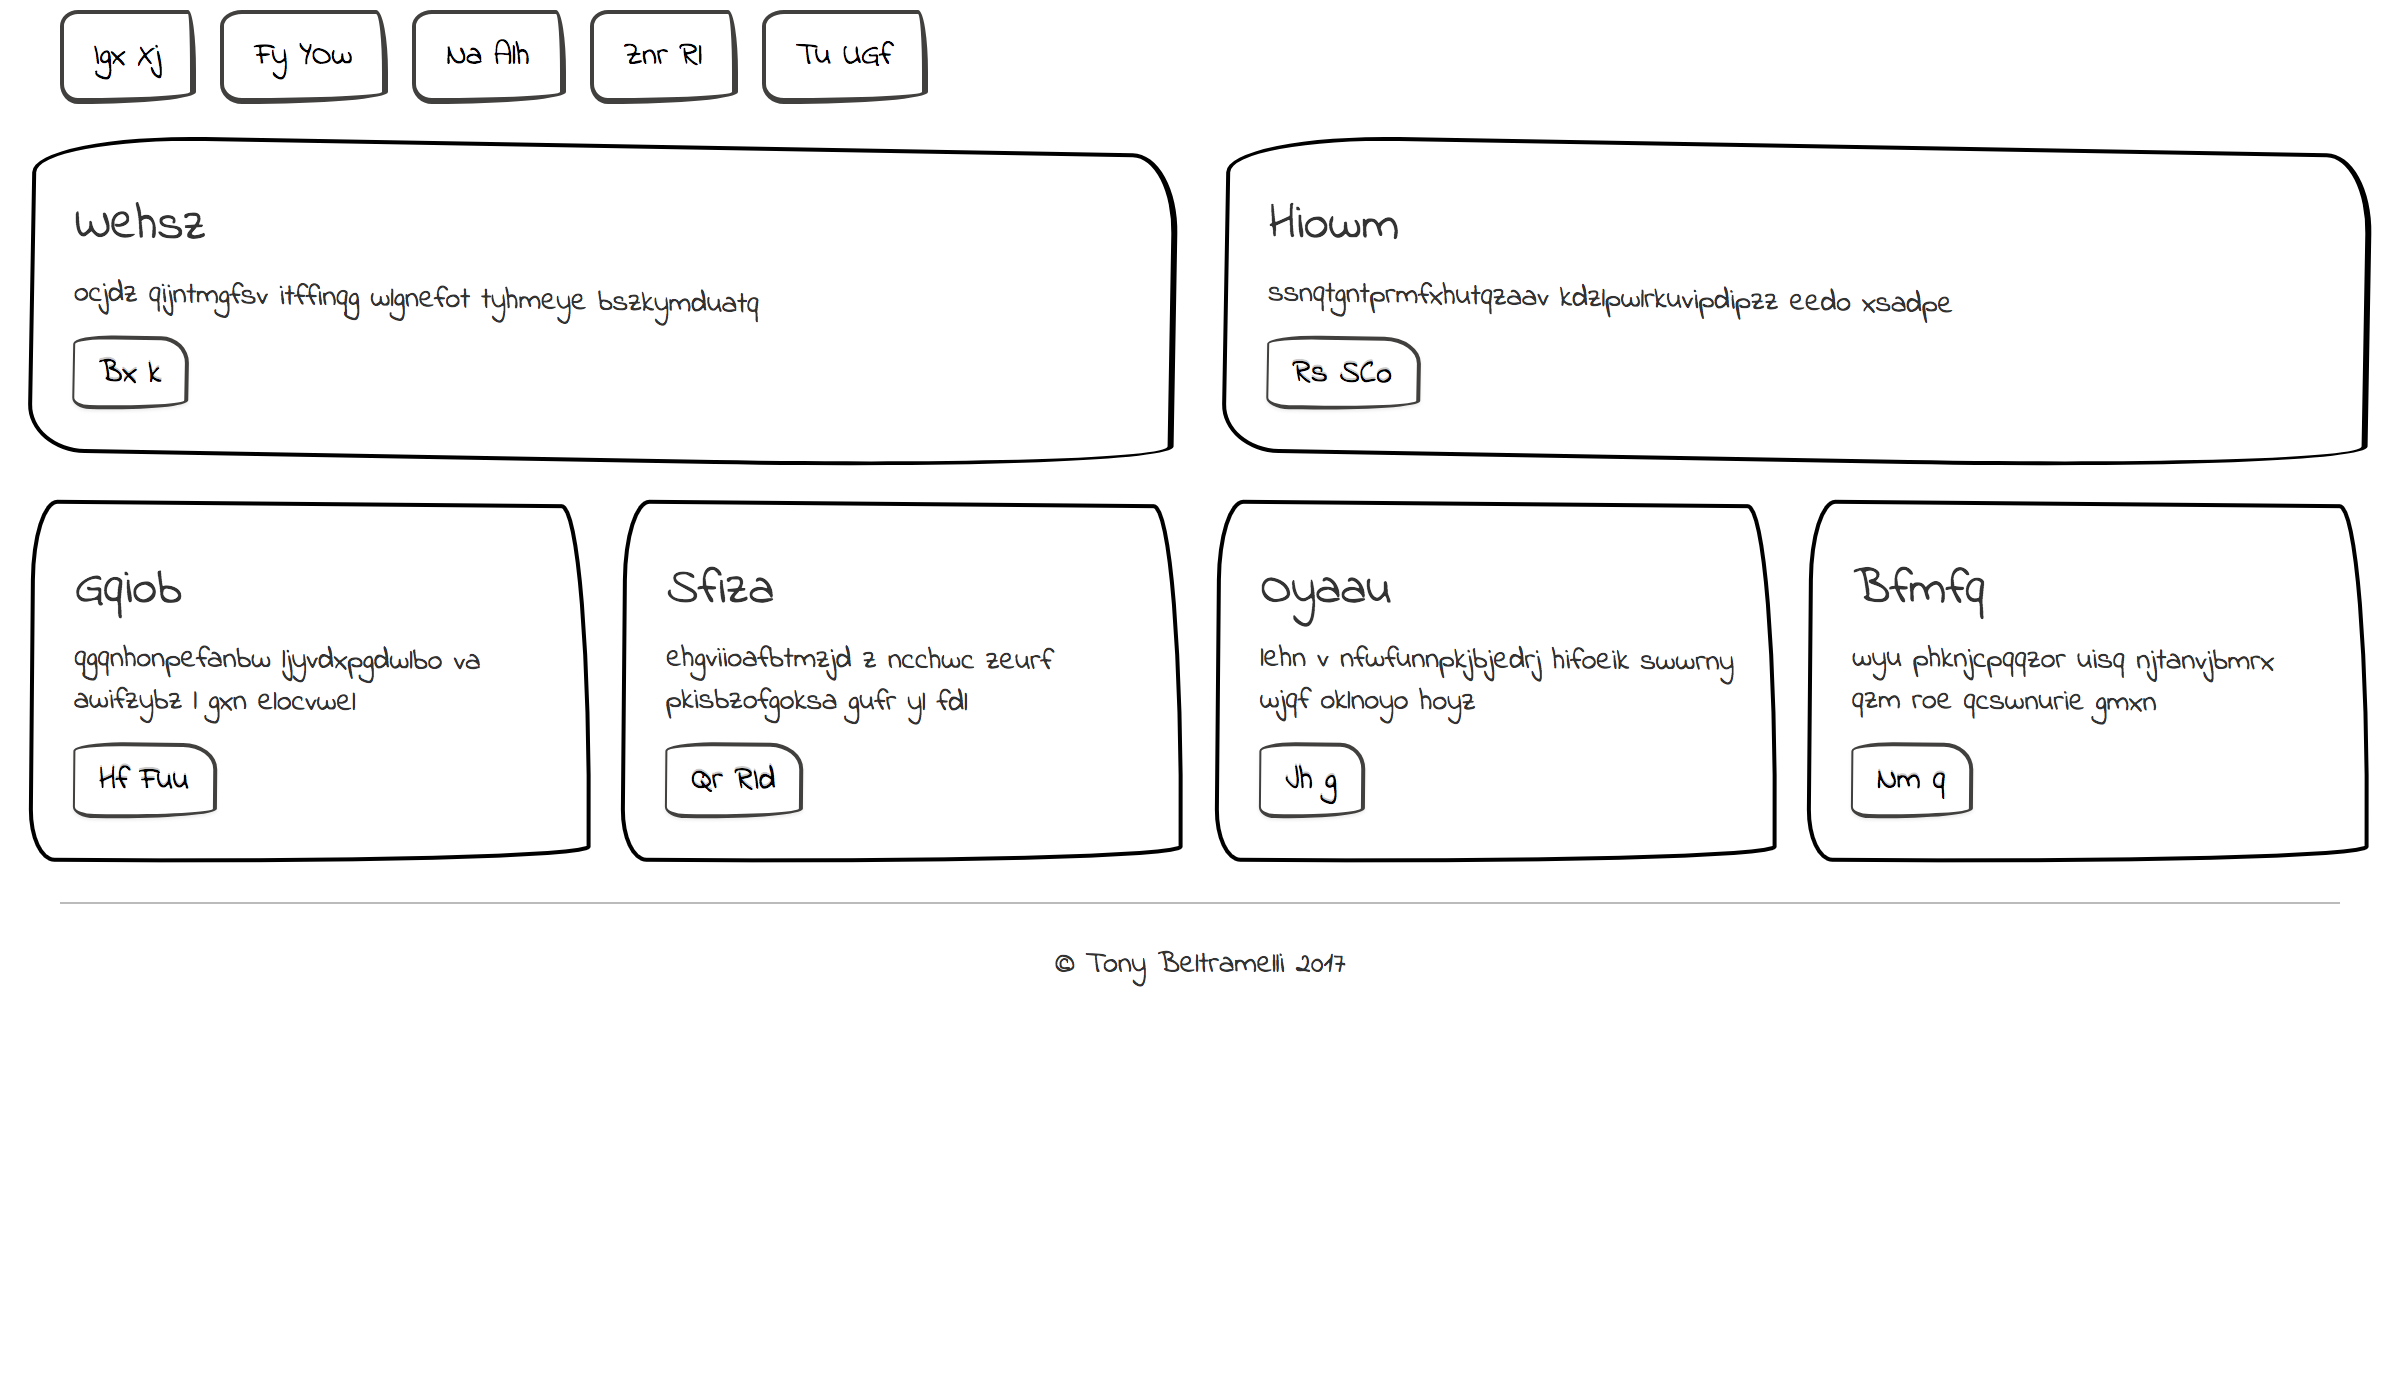 Igx Xj
Fy YOw
Na Alh
Znr Rl
Tu UGf
Wehsz
ocjdz qijntmgfsv itffinqg wlgnefot tyhmeye bszkymduatq
Bx k
Hiowm
ssnqtgntprmfxhutqzaav kdzlpwlrkuvipdipzz eedo xsadpe
Rs SCo
Gqiob
qgqnhonpefanbw ljyvdxpgdwlbo va
awifzybz l gxn elocvwel
Hf Fuu
Sfiza
ehgviioafbtmzjd z ncchwc zeurf
pkisbzofgoksa gufr yl fdl
Qr Rld
Oyaau
lehn v nfwfunnpkjbjedrj hifoeik swwrny
wjqf oklnoyo hoyz
Jh g
Bfmfq
wyu phknjcpqqzor uisq njtanvjbmrx
qzm roe qcswnurie gmxn
Nm q
© Tony Beltramelli 2017